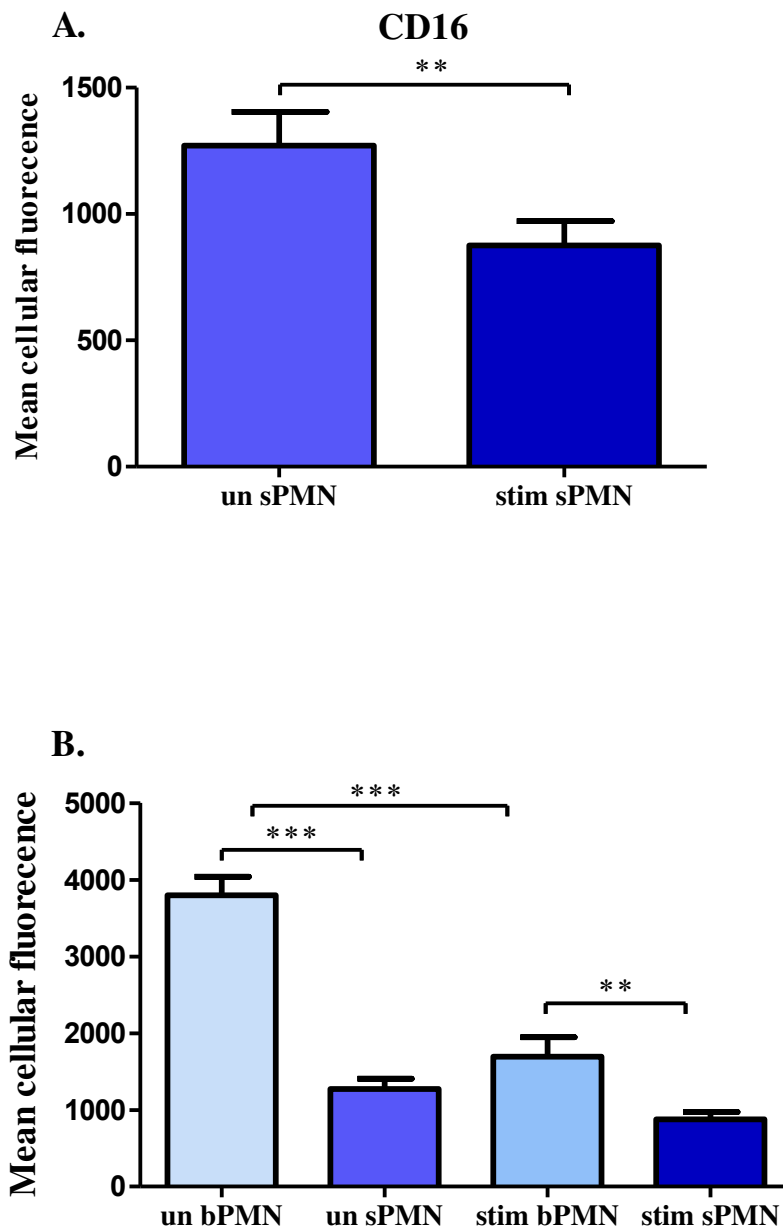 A.
CD16
**
1500
1000
500
0
Mean cellular fluorecence
un sPMN stim sPMN
B.
***
***
**
5000
4000
3000
2000
1000
0
Mean cellular fluorecence
un bPMN un sPMN stim bPMN stim sPMN